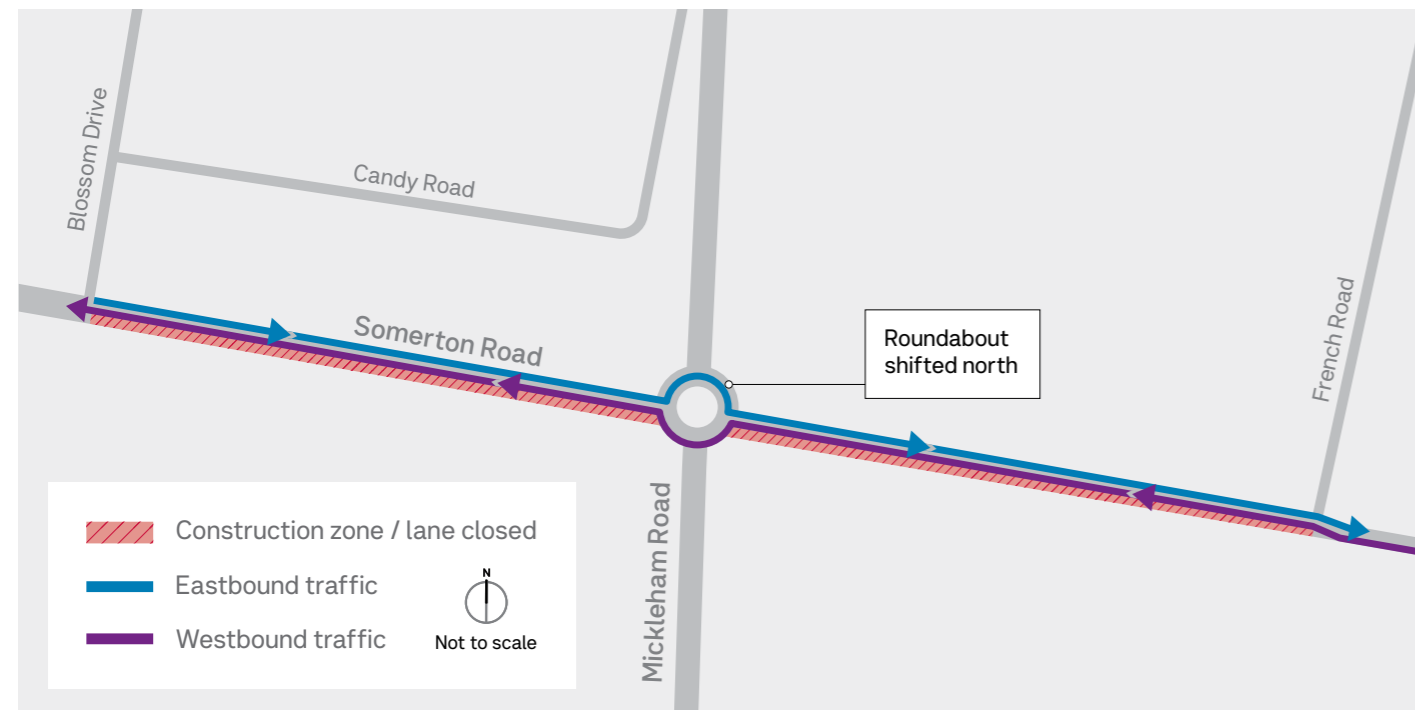 Blossom Drive
Candy Road
Somerton Road
Roundabout
shifted north
French Road
Mickleham Road
Construction zone / lane closed
Eastbound traffic
Westbound traffic
N
Not to scale